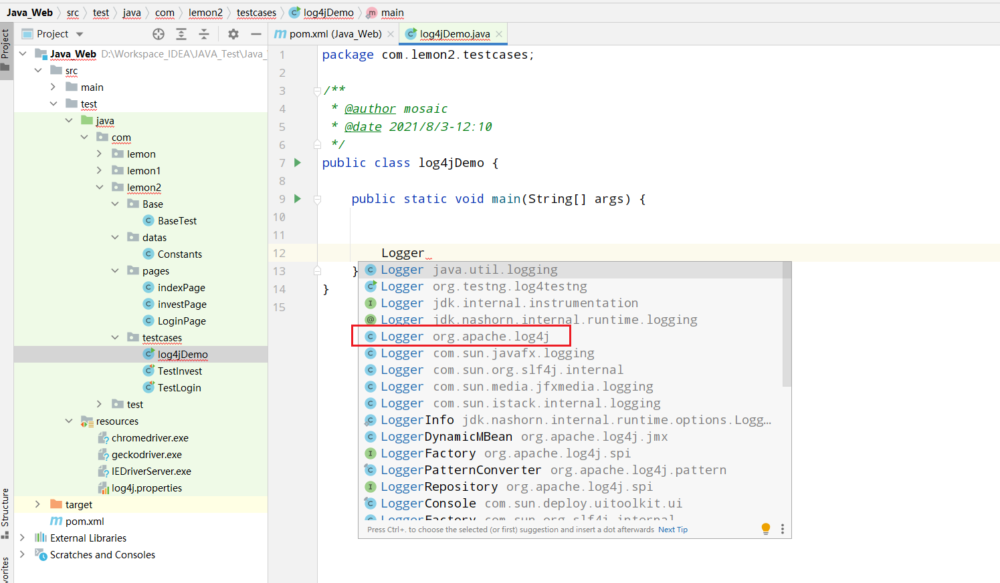 Java_Web src test java com lemon2 testcases log4jDemo main
Project
pom.xml (Java_Web)
log4jDemo.java
Project
Structure
Java_Web D:\Workspace_IDEA\JAVA_Test\Java_
src
main
test
java
com
lemon
lemon1
lemon2
Base
BaseTest
datas
Constants
pages
indexPage
investPage
LoginPage
testcases
log4jDemo
TestInvest
TestLogin
test
resources
chromedriver.exe
geckodriver.exe
IEDriverServer.exe
log4j.properties
target
pom.xml
External Libraries
Scratches and Consoles
1 package com.lemon2.testcases;
2
3 /**
4 * @author mosaic
5 * @date 2021/8/3-12:10
6 */
7 public class log4jDemo {
8
9 public static void main(String[] args) {
10
11
12 Logger
13 }
14 }
15
Logger java.util.logging
Logger org.testng.log4testng
Logger jdk.internal.instrumentation
Logger jdk.nashorn.internal.runtime.logging
Logger org.apache.log4j
Logger com.sun.javafx.logging
Logger com.sun.org.slf4j.internal
Logger com.sun.media.jfxmedia.logging
Logger com.sun.istack.internal.logging
LoggerInfo jdk.nashorn.internal.runtime.options.Logg…
LoggerDynamicMBean org.apache.log4j.jmx
LoggerFactory org.apache.log4j.spi
LoggerPatternConverter org.apache.log4j.pattern
LoggerRepository org.apache.log4j.spi
LoggerConsole com.sun.deploy.uitoolkit.ui
LoggerFactory com.sun.org.slf4j.internal
Press Ctrl+. to choose the selected (or first) suggestion and insert a dot afterwards Next Tip